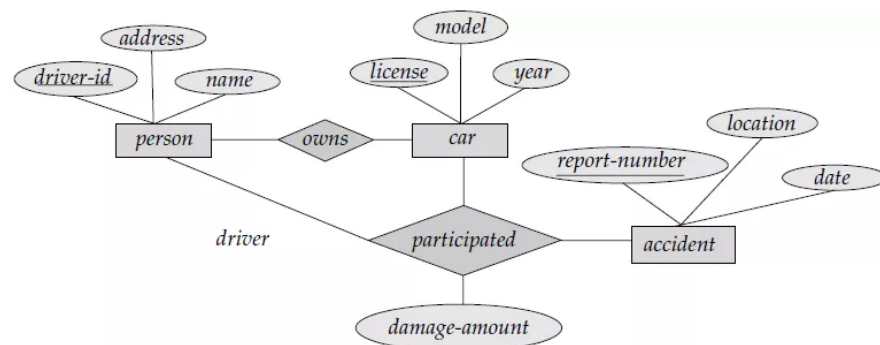 model
address
license
year
driver-id
name
person
owns
car
location
report-number
date
driver
participated
accident
damage-amount